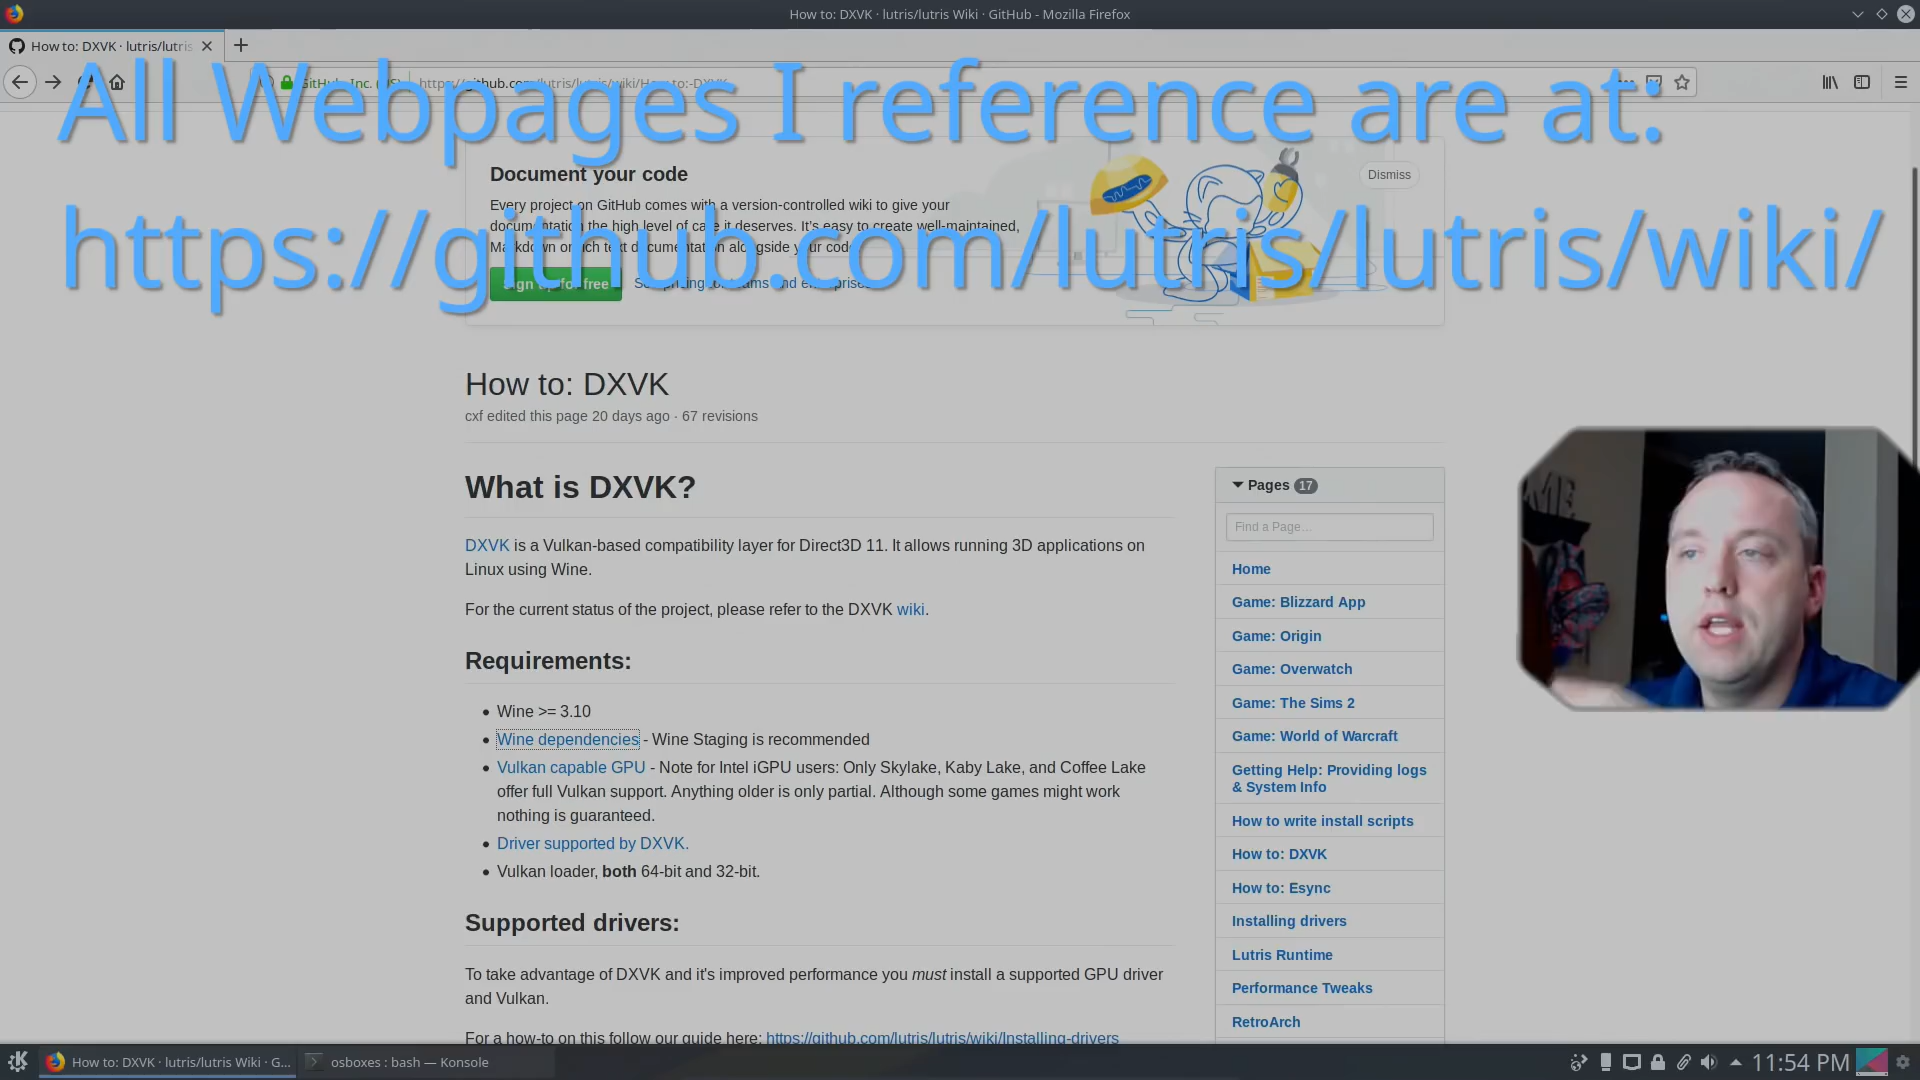 How to: DXVK · lutris/lutris Wiki · GitHub - Mozilla Firefox
How to: DXVK · lutris/lutris
All Webpages I reference are at:
https://github.com/lutris/lutris/wiki/
Document your code
Dismiss
Every project on GitHub comes with a version-controlled wiki to give your
documentation the high level of care it deserves. It's easy to create well-maintained,
Markdown or rich text documentation alongside your code.
Sign up for free
How to: DXVK
cxf edited this page 20 days ago · 67 revisions
What is DXVK?
DXVK is a Vulkan-based compatibility layer for Direct3D 11. It allows running 3D applications on
Linux using Wine.
For the current status of the project, please refer to the DXVK wiki.
Requirements:
• Wine >= 3.10
• Wine dependencies - Wine Staging is recommended
• Vulkan capable GPU - Note for Intel iGPU users: Only Skylake, Kaby Lake, and Coffee Lake
offer full Vulkan support. Anything older is only partial. Although some games might work
nothing is guaranteed.
• Driver supported by DXVK.
• Vulkan loader, both 64-bit and 32-bit.
Supported drivers:
To take advantage of DXVK and it's improved performance you must install a supported GPU driver
and Vulkan.
For a how-to on this follow our guide here: https://github.com/lutris/lutris/wiki/Installing-drivers
Pages 17
Find a Page...
Home
Game: Blizzard App
Game: Origin
Game: Overwatch
Game: The Sims 2
Game: World of Warcraft
Getting Help: Providing logs
& System Info
How to write install scripts
How to: DXVK
How to: Esync
Installing drivers
Lutris Runtime
Performance Tweaks
RetroArch
How to: DXVK · lutris/lutris Wiki · G...
osboxes : bash — Konsole
11:54 PM